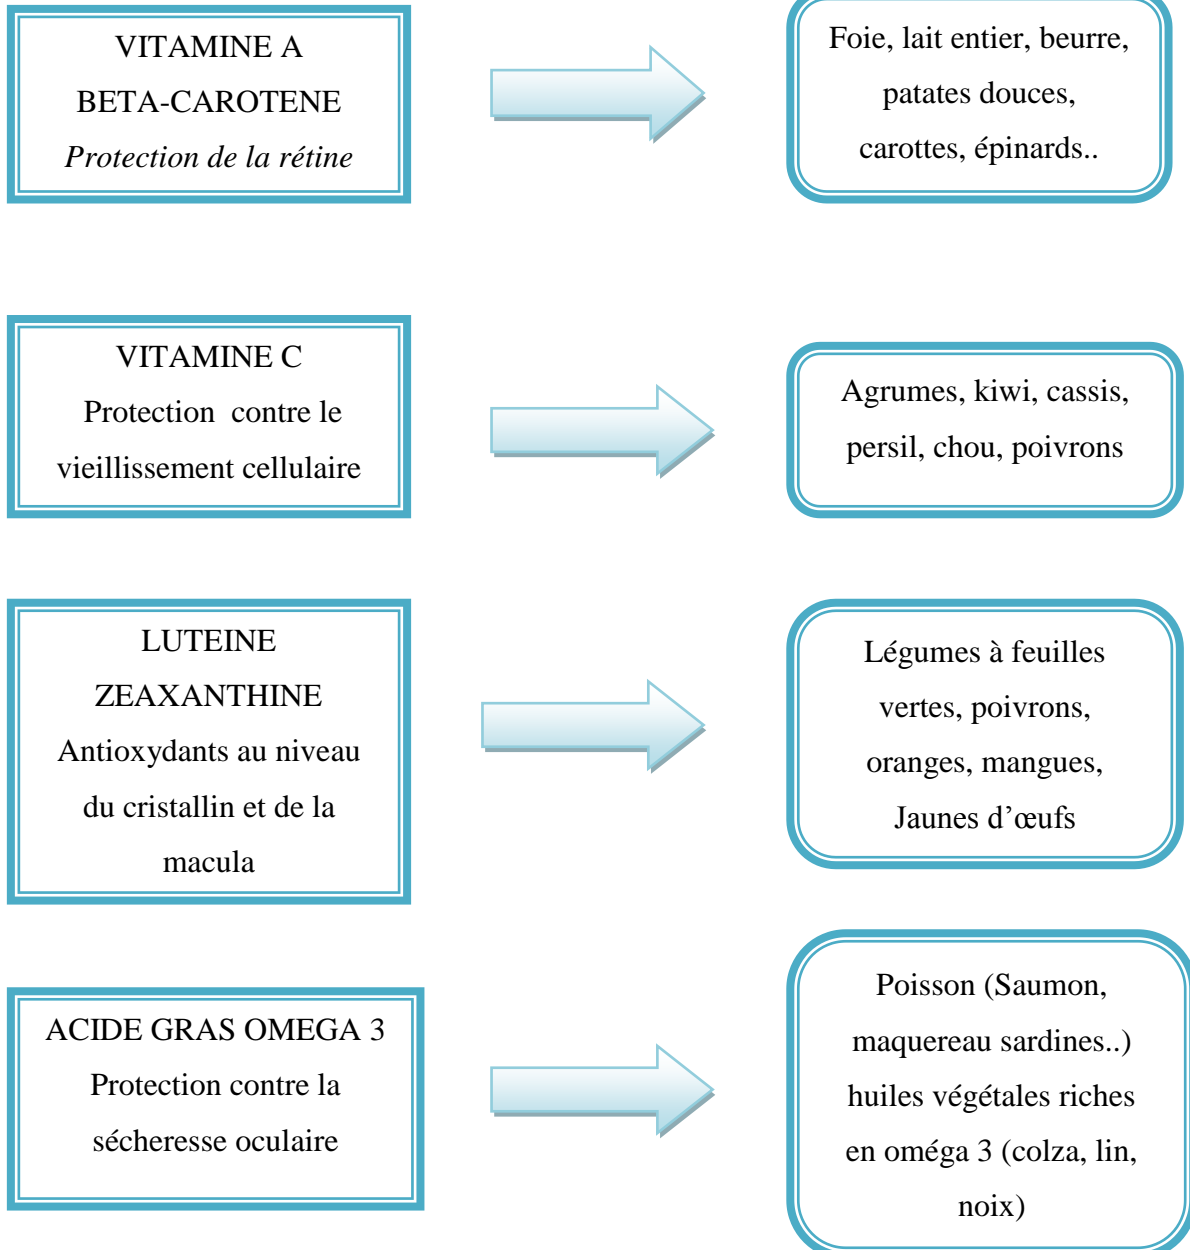 VITAMINE A
BETA-CAROTENE
Protection de la rétine
Foie, lait entier, beurre,
patates douces,
carottes, épinards..
VITAMINE C
Protection  contre le
vieillissement cellulaire
Agrumes, kiwi, cassis,
persil, chou, poivrons
LUTEINE
ZEAXANTHINE
Antioxydants au niveau
du cristallin et de la
macula
Légumes à feuilles
vertes, poivrons,
oranges, mangues,
Jaunes d’œufs
ACIDE GRAS OMEGA 3
Protection contre la
sécheresse oculaire
Poisson (Saumon,
maquereau sardines..)
huiles végétales riches
en oméga 3 (colza, lin,
noix)